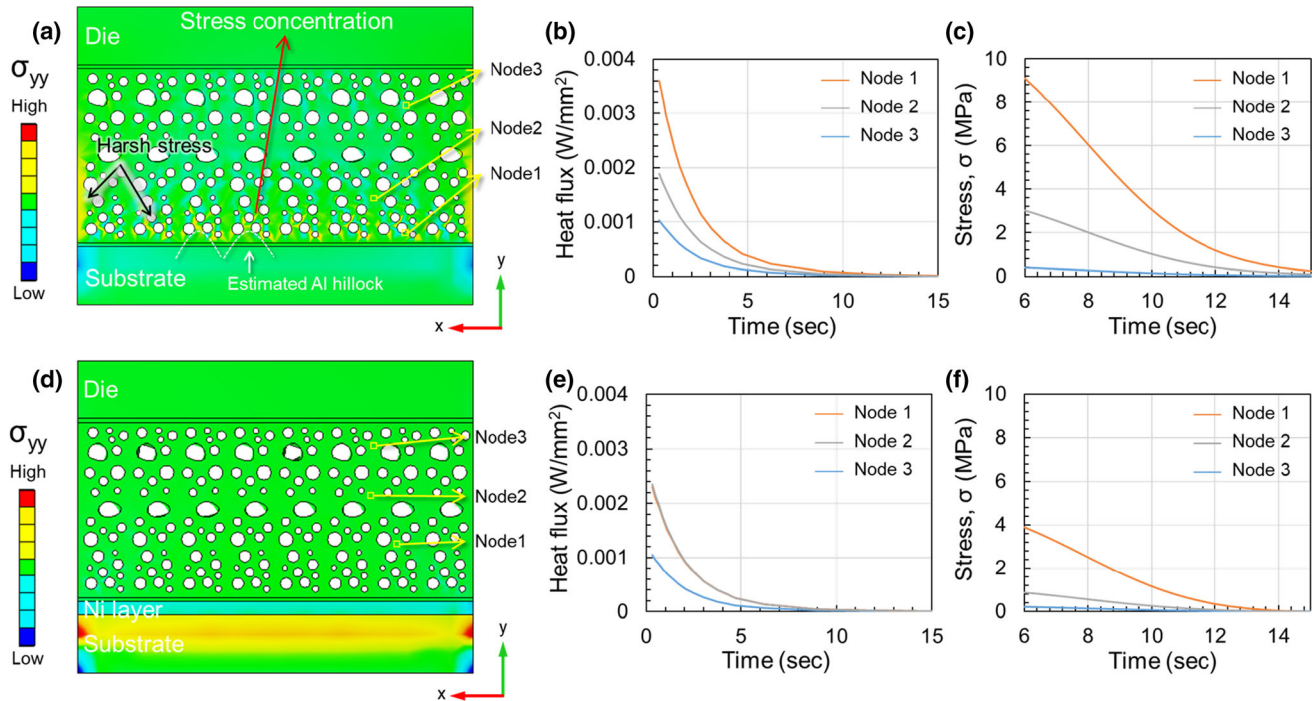 (a)
Die
Stress concentration
σyy
High
Low
Harsh stress
Node3
Node2
Node1
Substrate
Estimated Al hillock
y
x
(b)
Heat flux (W/mm²)
0.004
0.003
0.002
0.001
0
0
5
10
15
Time (sec)
Node 1
Node 2
Node 3
(c)
Stress, σ (MPa)
10
8
6
4
2
0
6
8
10
12
14
Time (sec)
Node 1
Node 2
Node 3
(d)
Die
σyy
High
Low
Node3
Node2
Node1
Ni layer
Substrate
y
x
(e)
Heat flux (W/mm²)
0.004
0.003
0.002
0.001
0
0
5
10
15
Time (sec)
Node 1
Node 2
Node 3
(f)
Stress, σ (MPa)
10
8
6
4
2
0
6
8
10
12
14
Time (sec)
Node 1
Node 2
Node 3